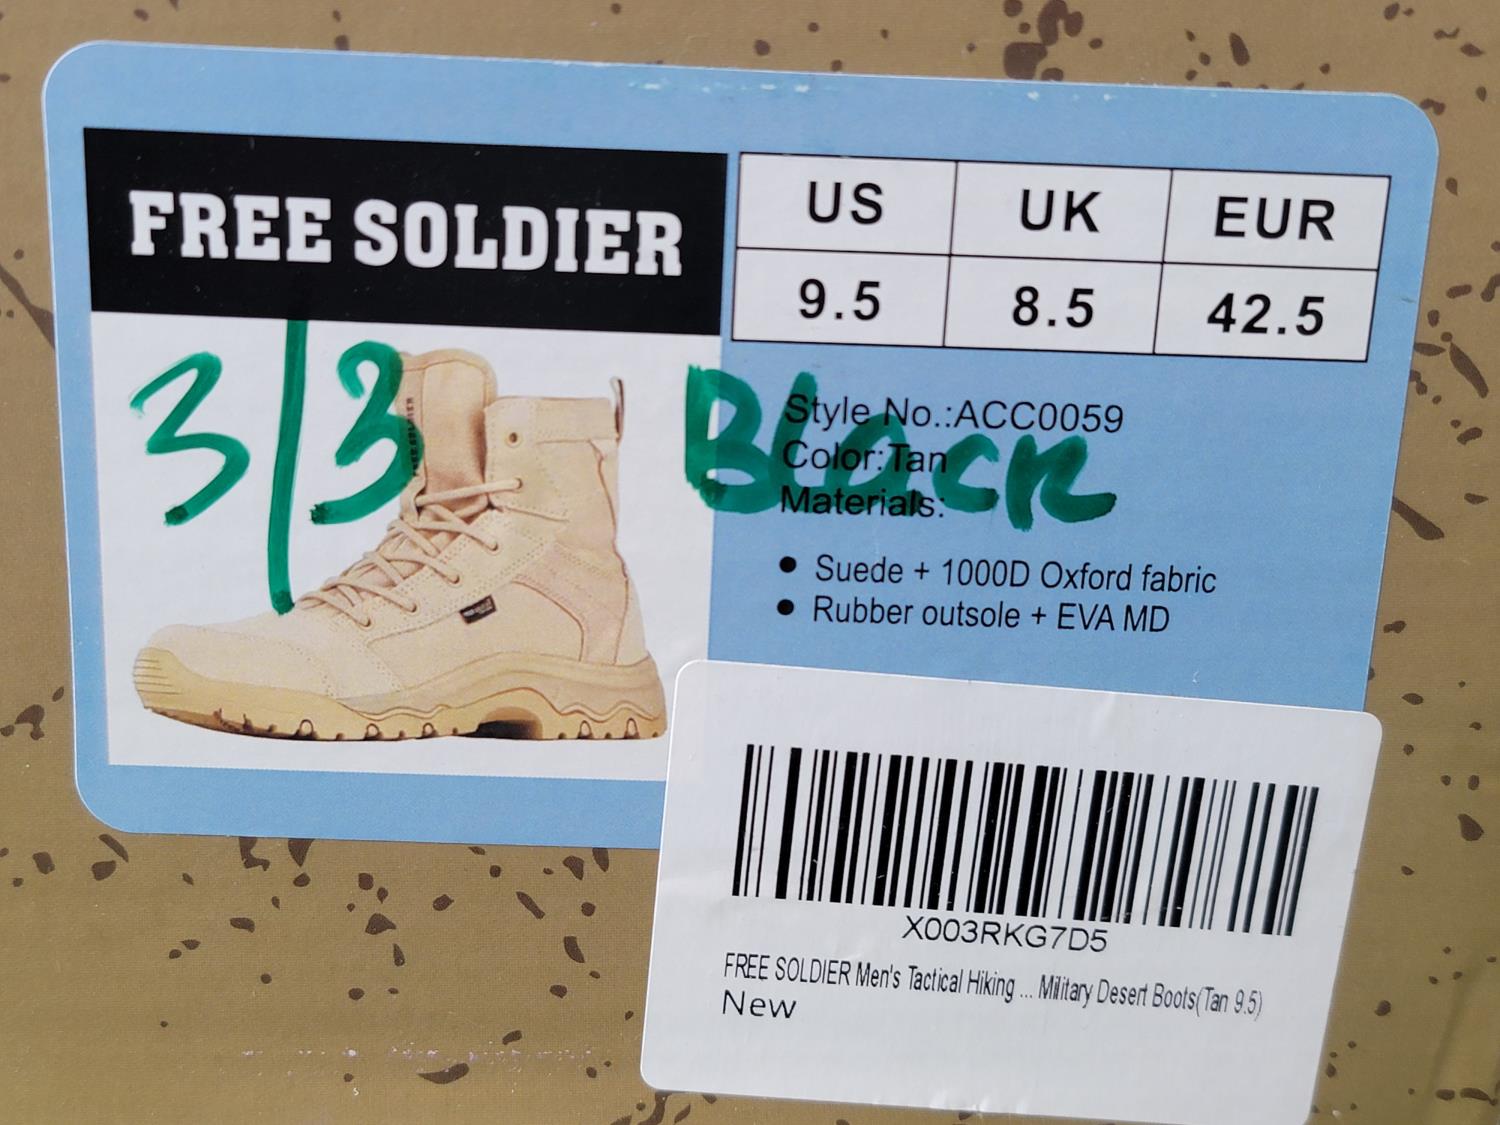 FREE SOLDIER
US UK EUR
9.5 8.5 42.5
3/3 Black
Style No.:ACC0059
Color:Tan
Materials:
• Suede + 1000D Oxford fabric
• Rubber outsole + EVA MD
X003RKG7D5
FREE SOLDIER Men's Tactical Hiking ... Military Desert Boots(Tan 9.5)
New